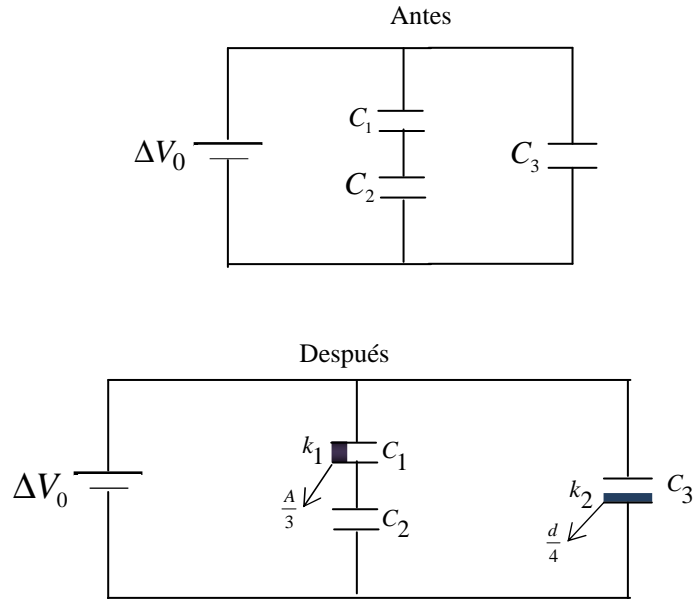 Antes
C₁
ΔV₀
C₂
C₃
Después
k₁
C₁
ΔV₀
A/3
C₂
k₂
C₃
d/4